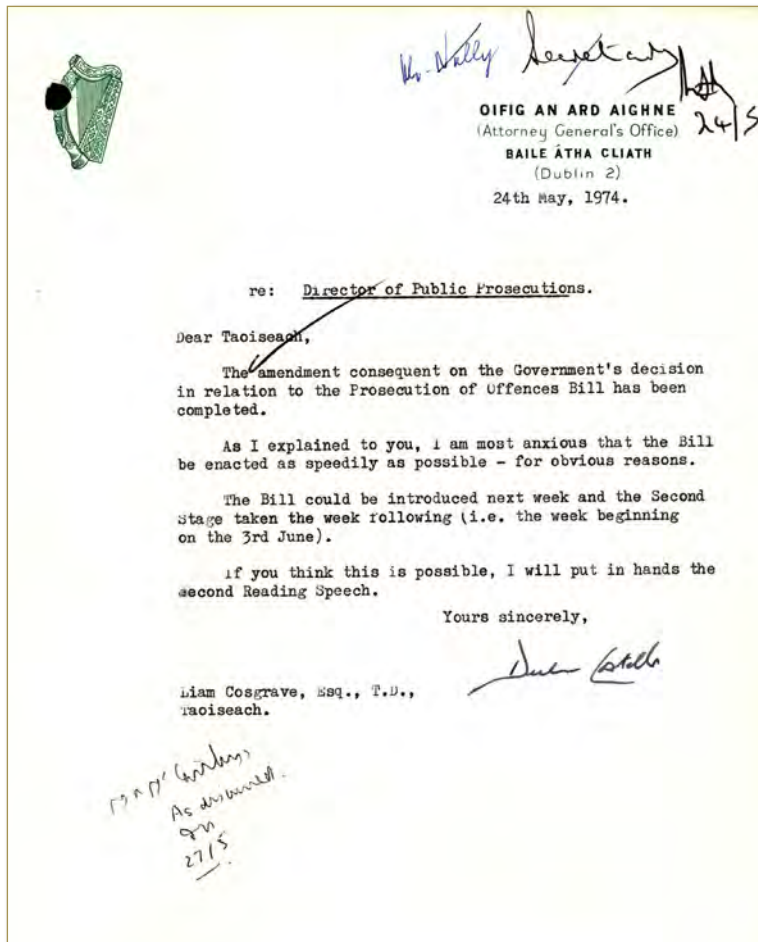 Mr. Nally Secretary
24/5
OIFIG AN ARD AIGHNE
(Attorney General's Office)
BAILE ÁTHA CLIATH
(Dublin 2)
24th May, 1974.
re: Director of Public Prosecutions.
Dear Taoiseach,
The amendment consequent on the Government's decision
in relation to the Prosecution of Offences Bill has been
completed.
As I explained to you, I am most anxious that the Bill
be enacted as speedily as possible - for obvious reasons.
The Bill could be introduced next week and the Second
Stage taken the week following (i.e. the week beginning
on the 3rd June).
If you think this is possible, I will put in hands the
Second Reading Speech.
Yours sincerely,
Declan Costello
Liam Cosgrave, Esq., T.D.,
Taoiseach.
As discussed.
27/5